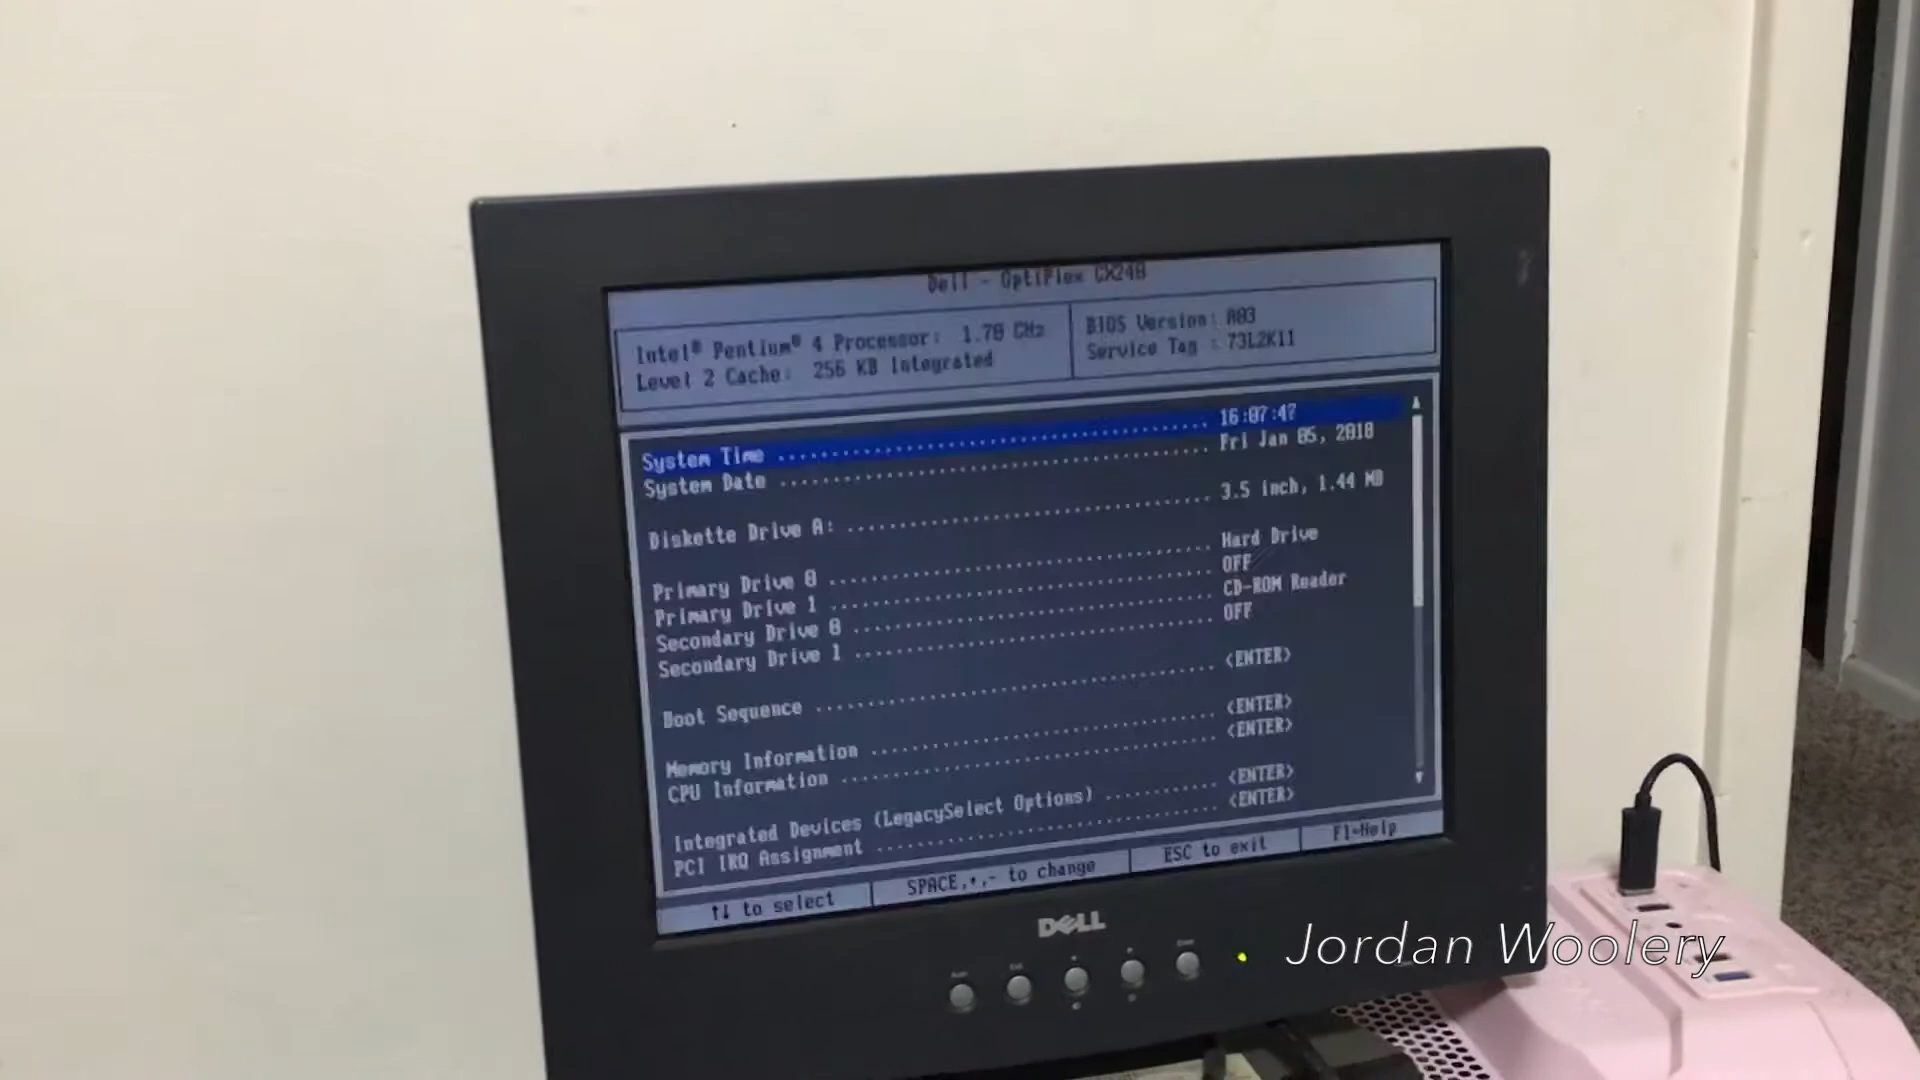 Dell - OptiPlex GX240
Intel® Pentium® 4 Processor: 1.70 GHz
Level 2 Cache: 256 KB Integrated
BIOS Version: A03
Service Tag : 73L2K11
System Time 16:07:47
System Date Fri Jan 05, 2018
Diskette Drive A: 3.5 inch, 1.44 MB
Primary Drive 0 Hard Drive
Primary Drive 1 OFF
Secondary Drive 0 CD-ROM Reader
Secondary Drive 1 OFF
Boot Sequence <ENTER>
Memory Information <ENTER>
CPU Information <ENTER>
Integrated Devices (LegacySelect Options) <ENTER>
PCI IRQ Assignment <ENTER>
↑↓ to select
SPACE,+,- to change
ESC to exit
F1=Help
DELL
Jordan Woolery